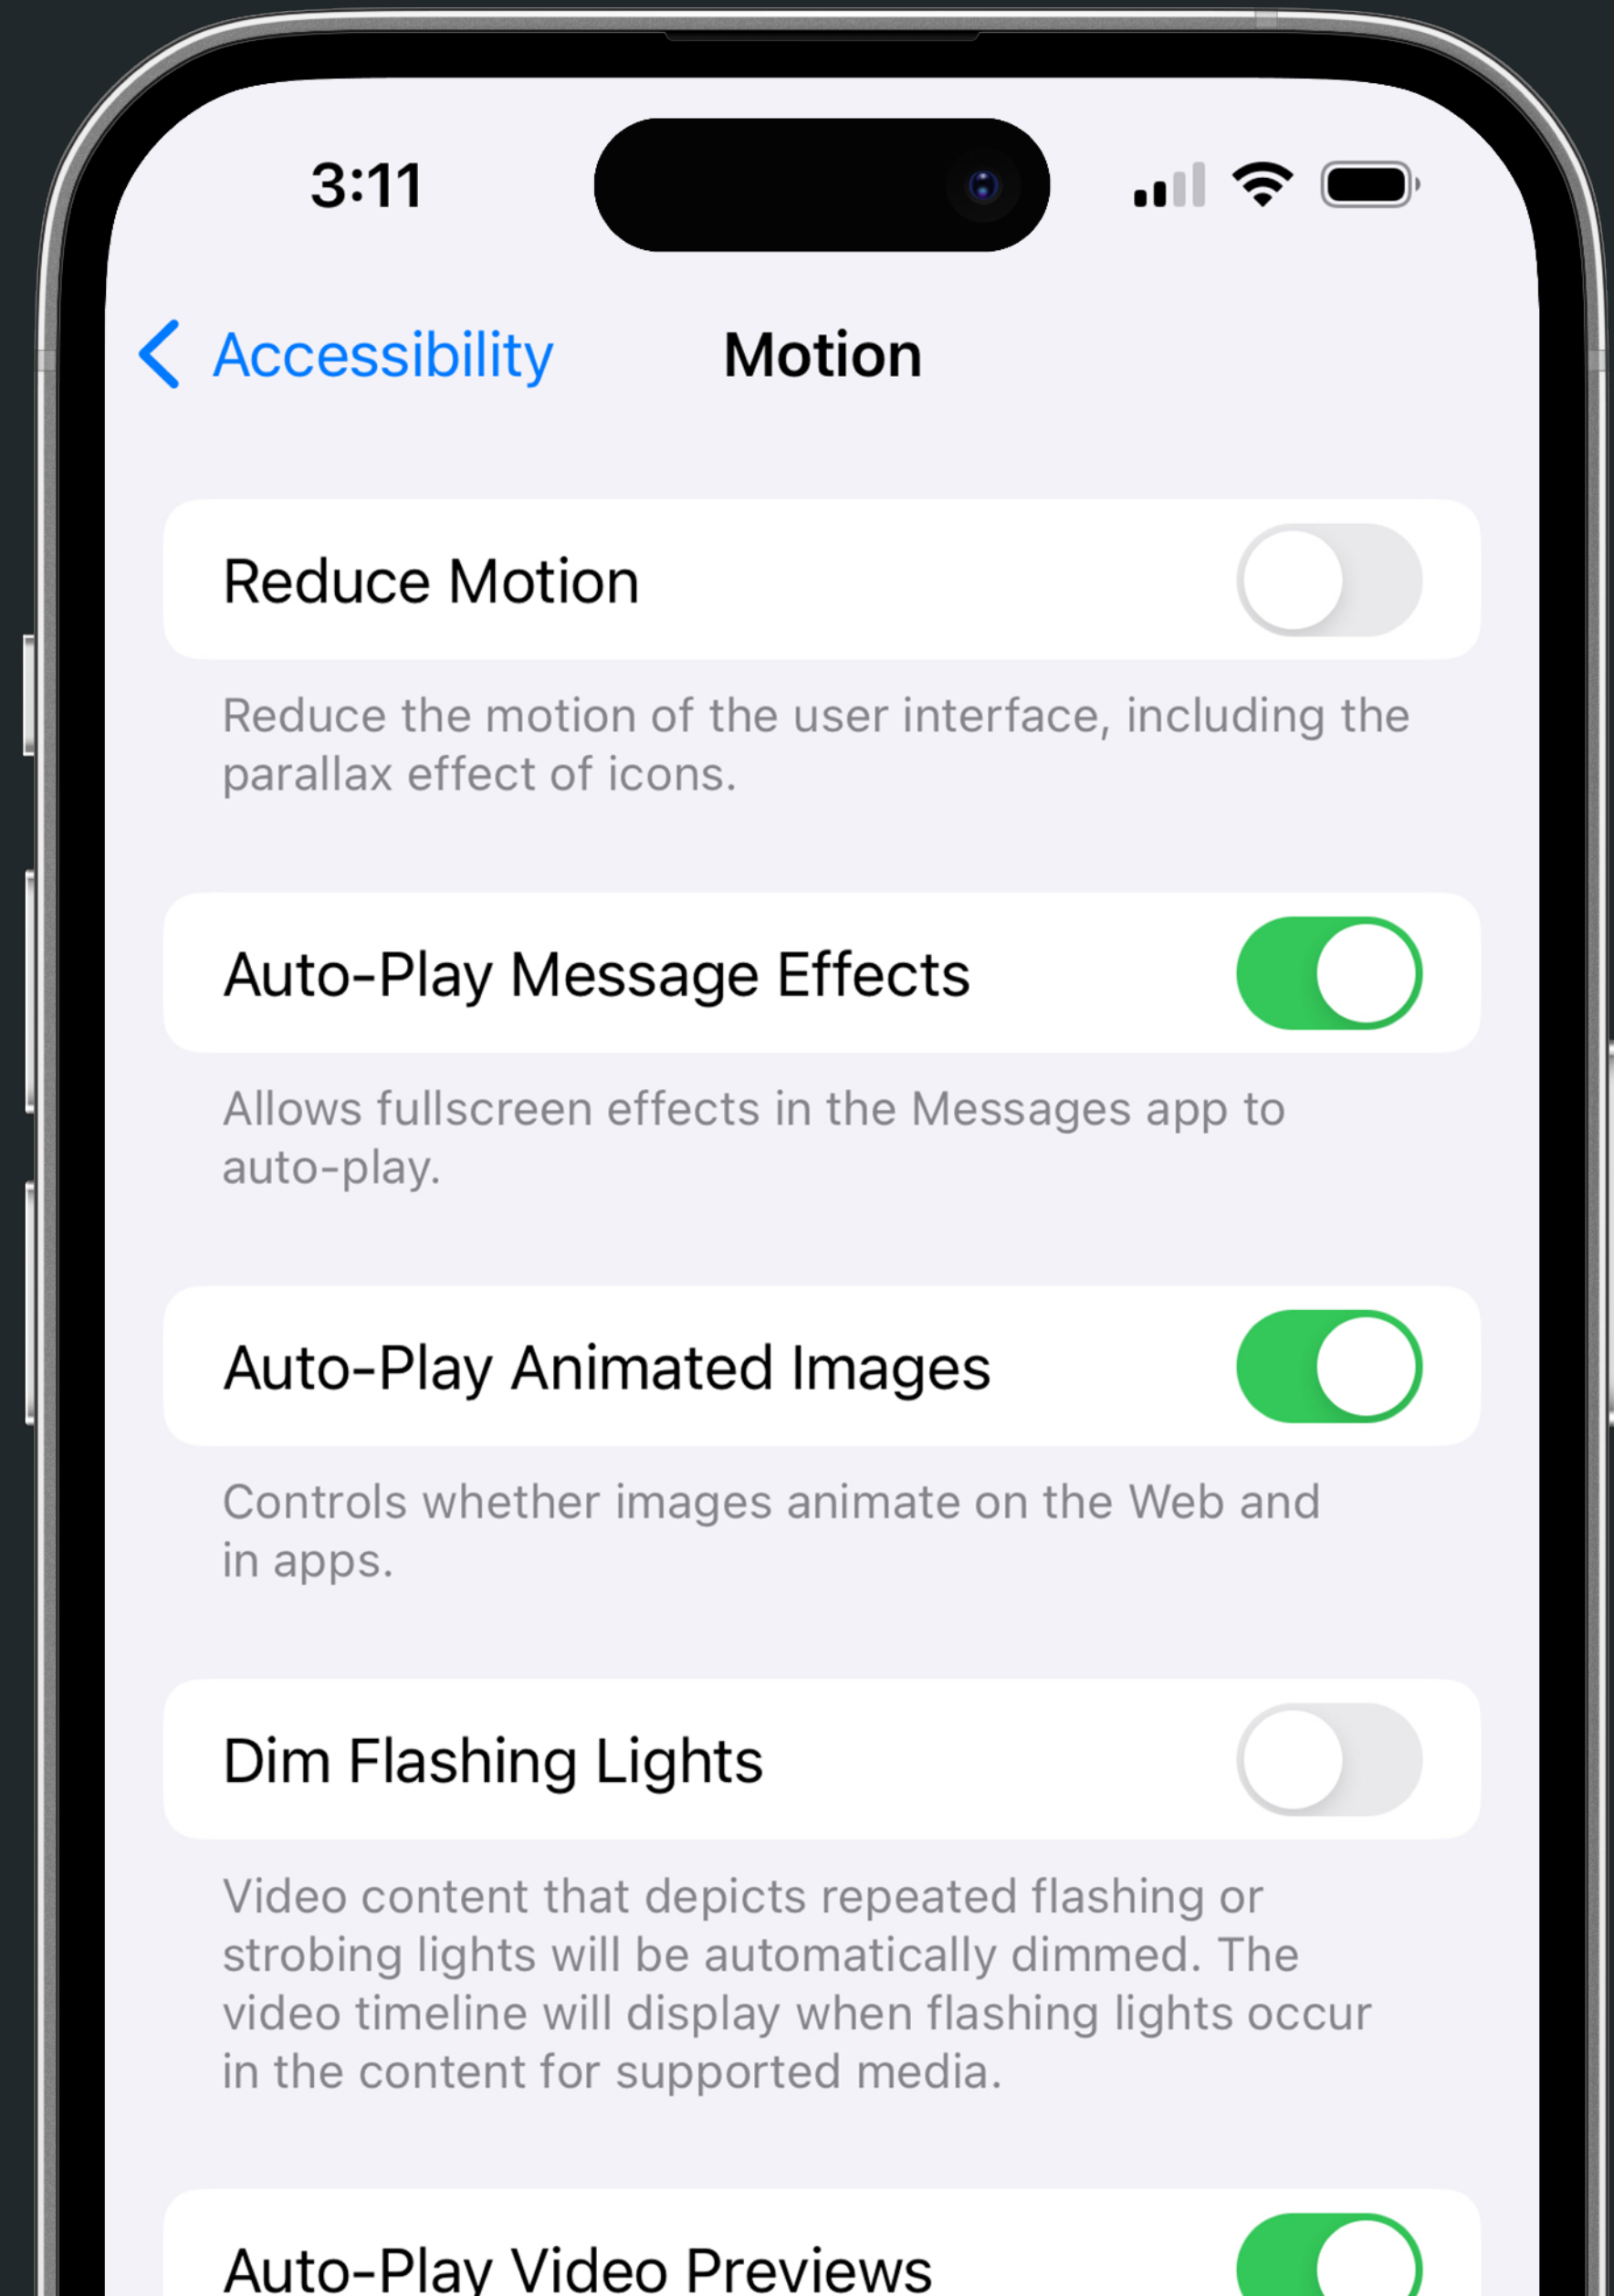 3:11
Accessibility
Motion
Reduce Motion
Reduce the motion of the user interface, including the
parallax effect of icons.
Auto-Play Message Effects
Allows fullscreen effects in the Messages app to
auto-play.
Auto-Play Animated Images
Controls whether images animate on the Web and
in apps.
Dim Flashing Lights
Video content that depicts repeated flashing or
strobing lights will be automatically dimmed. The
video timeline will display when flashing lights occur
in the content for supported media.
Auto-Play Video Previews